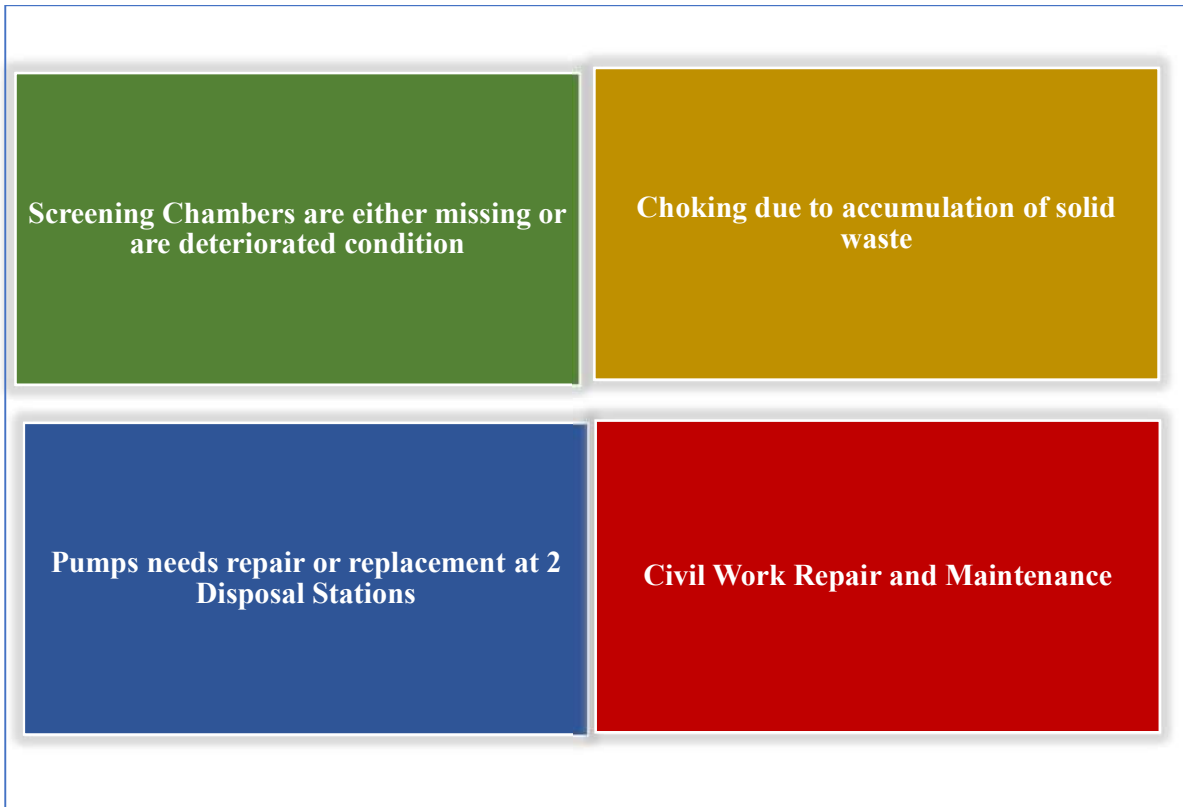 Screening Chambers are either missing or
are deteriorated condition
Choking due to accumulation of solid
waste
Pumps needs repair or replacement at 2
Disposal Stations
Civil Work Repair and Maintenance